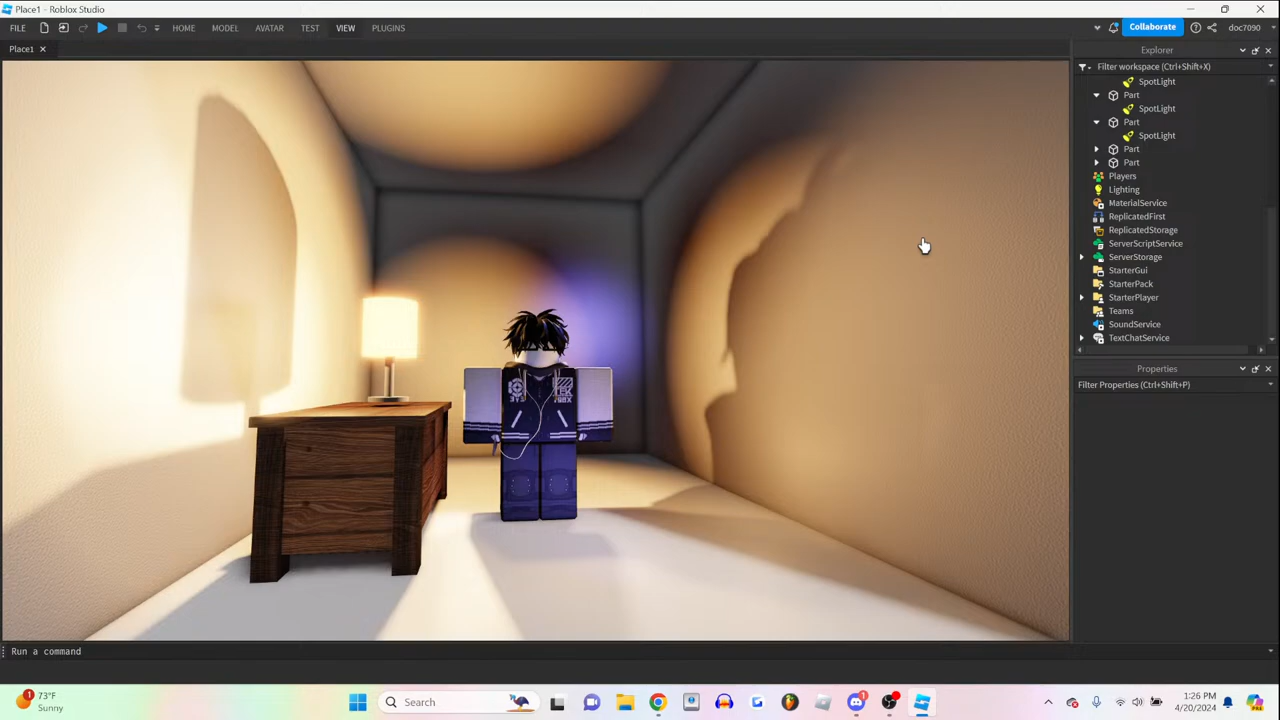 Place1 - Roblox Studio
FILE HOME MODEL AVATAR TEST VIEW PLUGINS Collaborate doc7090
Place1
Explorer
Filter workspace (Ctrl+Shift+X)
SpotLight
Part
SpotLight
Part
SpotLight
Part
Part
Players
Lighting
MaterialService
ReplicatedFirst
ReplicatedStorage
ServerScriptService
ServerStorage
StarterGui
StarterPack
StarterPlayer
Teams
SoundService
TextChatService
Properties
Filter Properties (Ctrl+Shift+P)
Run a command
1
73°F
Sunny
Search
1
1:26 PM
4/20/2024